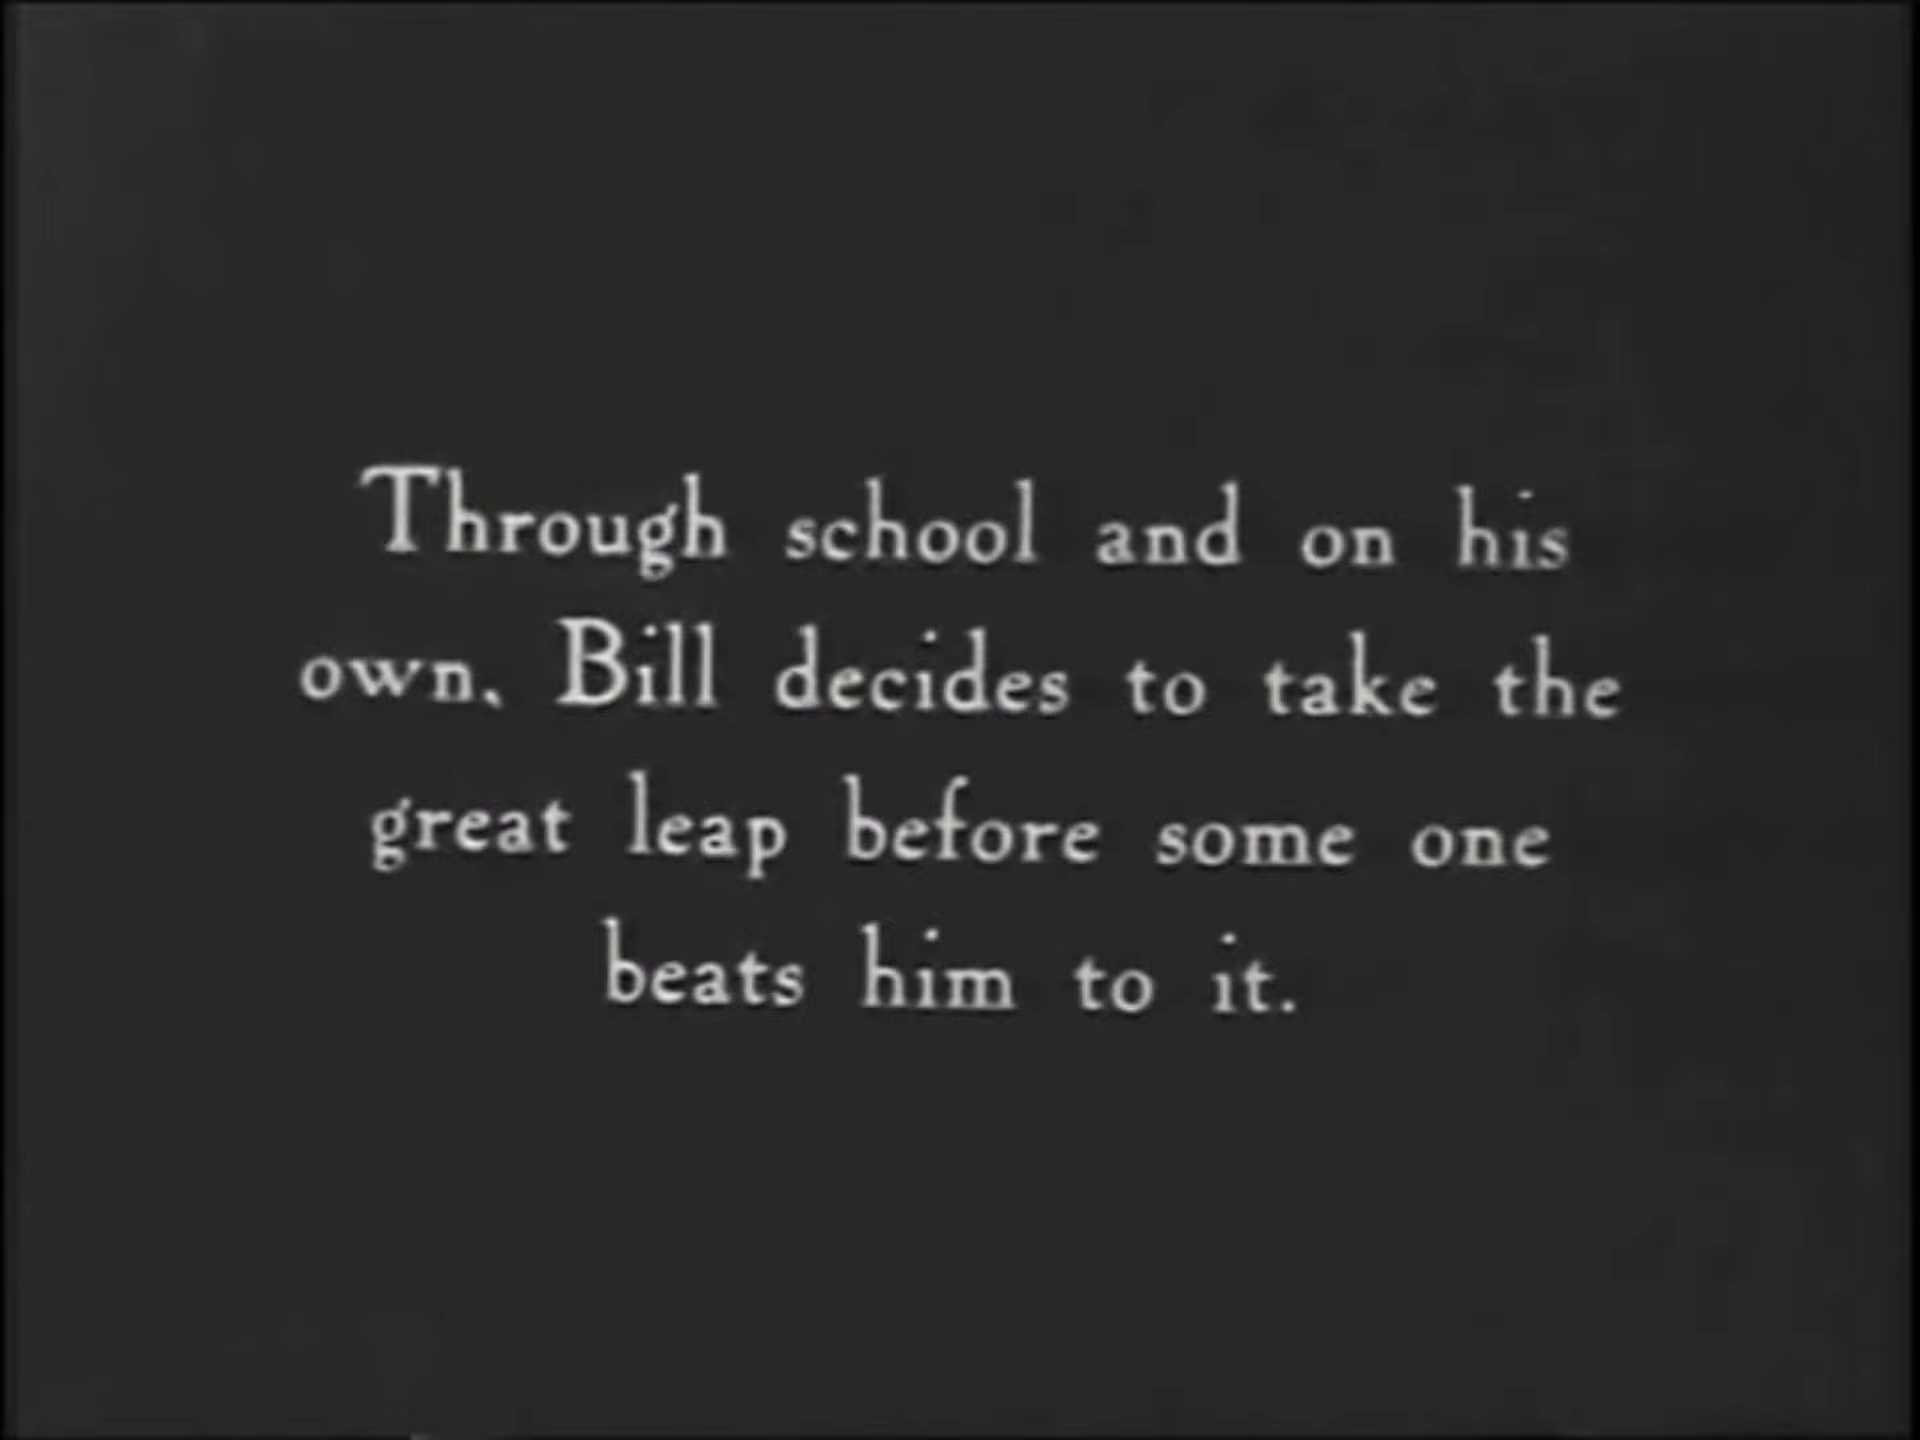 Through school and on his
own, Bill decides to take the
great leap before some one
beats him to it.